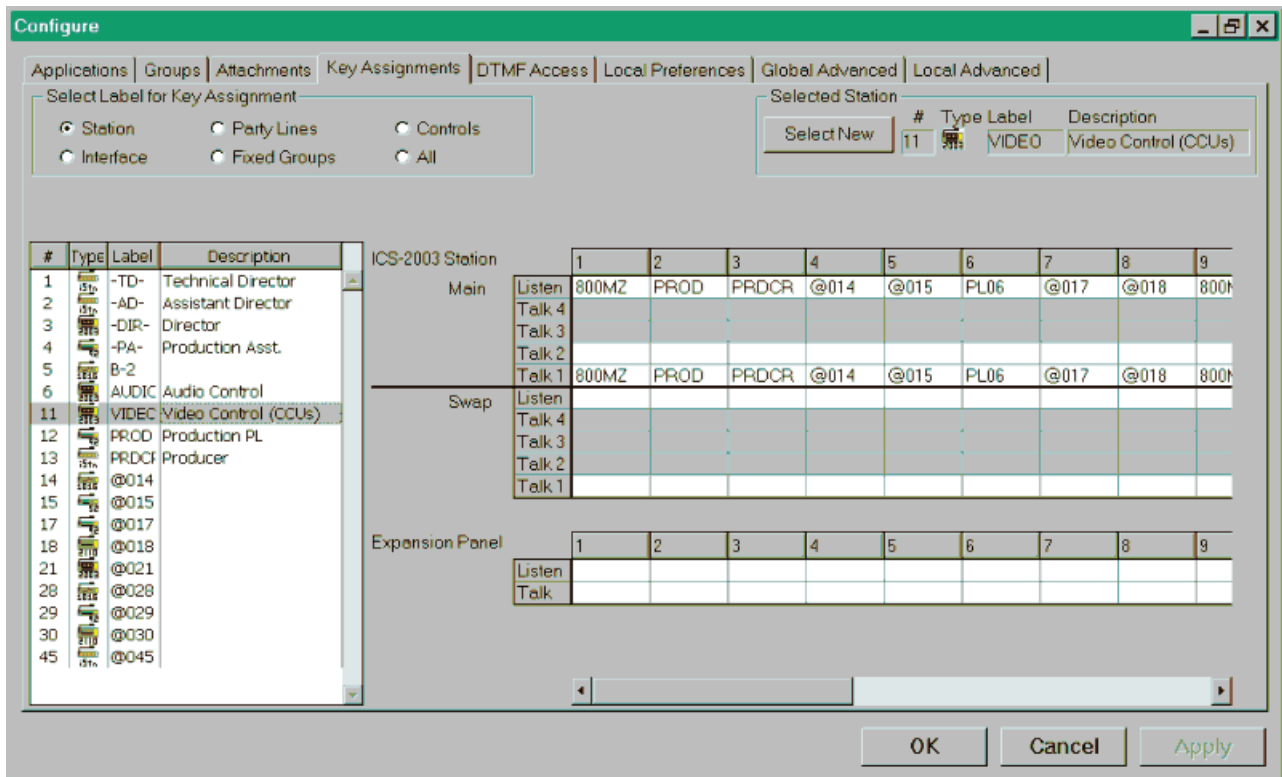 Configure
Applications Groups Attachments Key Assignments DTMF Access Local Preferences Global Advanced Local Advanced
Select Label for Key Assignment
Station Party Lines Controls
Interface Fixed Groups All
Selected Station
# Type Label Description
Select New 11 VIDEO Video Control (CCUs)
# Type Label Description
1 -TD- Technical Director
2 -AD- Assistant Director
3 -DIR- Director
4 -PA- Production Asst.
5 B-2
6 AUDIO Audio Control
11 VIDEC Video Control (CCUs)
12 PROD Production PL
13 PRDCF Producer
14 @014
15 @015
17 @017
18 @018
21 @021
28 @028
29 @029
30 @030
45 @045
ICS-2003 Station 1 2 3 4 5 6 7 8 9
Main Listen 800MZ PROD PRDCR @014 @015 PL06 @017 @018 800M
Talk 4
Talk 3
Talk 2
Talk 1 800MZ PROD PRDCR @014 @015 PL06 @017 @018 800M
Swap Listen
Talk 4
Talk 3
Talk 2
Talk 1
Expansion Panel 1 2 3 4 5 6 7 8 9
Listen
Talk
OK Cancel Apply